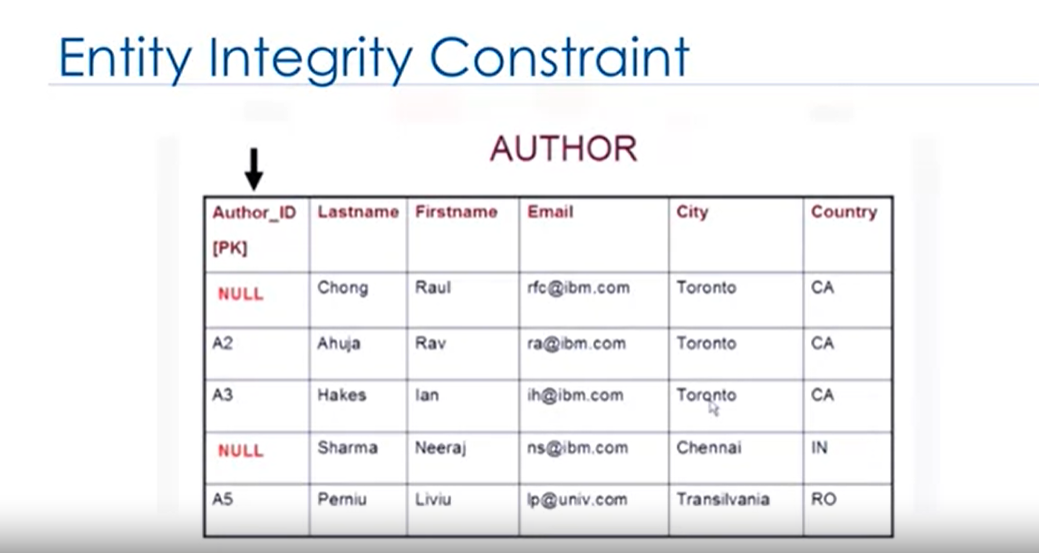 Entity Integrity Constraint
AUTHOR
Author_ID Lastname Firstname Email City Country
[PK]
NULL Chong Raul rfc@ibm.com Toronto CA
A2 Ahuja Rav ra@ibm.com Toronto CA
A3 Hakes Ian ih@ibm.com Toronto CA
NULL Sharma Neeraj ns@ibm.com Chennai IN
A5 Perniu Liviu lp@univ.com Transilvania RO